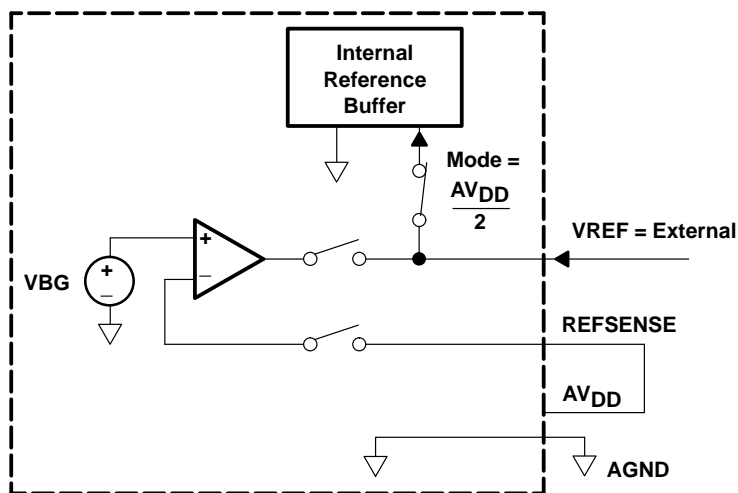 Internal
Reference
Buffer
Mode =
AVDD
2
VREF = External
+
−
+
−
VBG
REFSENSE
AVDD
AGND